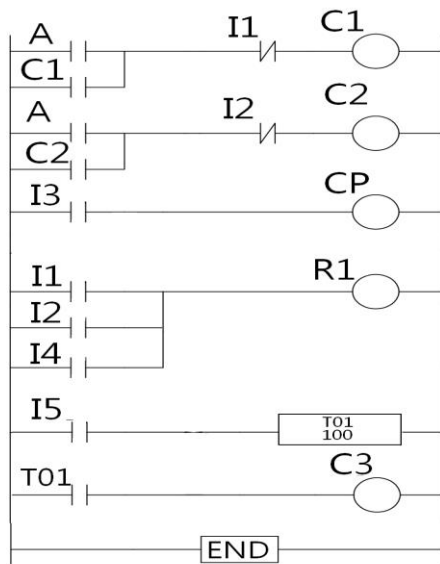 A I1 C1
C1
A I2 C2
C2
I3 CP
I1 R1
I2
I4
I5 T01
100
T01 C3
END